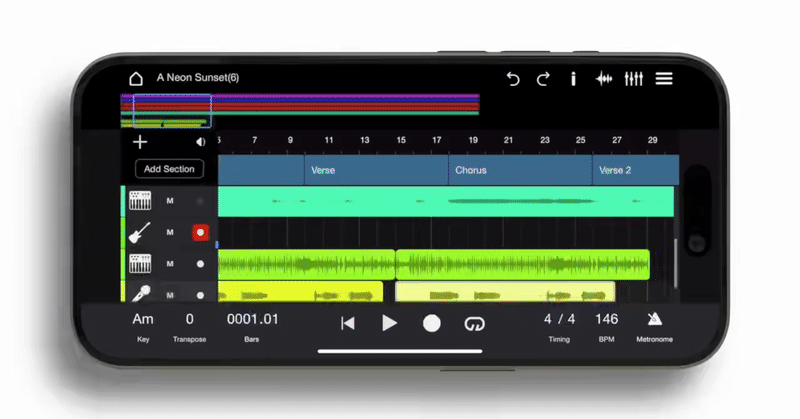 A Neon Sunset(6)
7 9 11 13 15 17 19 21 23 25 27 29
Add Section
Verse
Chorus
Verse 2
M
M
M
M
Am
0
0001.01
4 / 4
146
Key
Transpose
Bars
Timing
BPM
Metronome